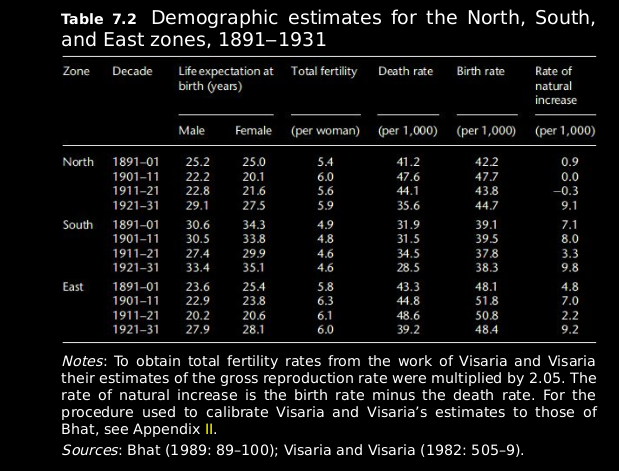 Table 7.2 Demographic estimates for the North, South,
and East zones, 1891–1931
Zone Decade Life expectation at Total fertility Death rate Birth rate Rate of
birth (years) natural
increase
Male Female (per woman) (per 1,000) (per 1,000) (per 1,000)
North 1891–01 25.2 25.0 5.4 41.2 42.2 0.9
1901–11 22.2 20.1 6.0 47.6 47.7 0.0
1911–21 22.8 21.6 5.6 44.1 43.8 −0.3
1921–31 29.1 27.5 5.9 35.6 44.7 9.1
South 1891–01 30.6 34.3 4.9 31.9 39.1 7.1
1901–11 30.5 33.8 4.8 31.5 39.5 8.0
1911–21 27.4 29.9 4.6 34.5 37.8 3.3
1921–31 33.4 35.1 4.6 28.5 38.3 9.8
East 1891–01 23.6 25.4 5.8 43.3 48.1 4.8
1901–11 22.9 23.8 6.3 44.8 51.8 7.0
1911–21 20.2 20.6 6.1 48.6 50.8 2.2
1921–31 27.9 28.1 6.0 39.2 48.4 9.2
Notes: To obtain total fertility rates from the work of Visaria and Visaria
their estimates of the gross reproduction rate were multiplied by 2.05. The
rate of natural increase is the birth rate minus the death rate. For the
procedure used to calibrate Visaria and Visaria’s estimates to those of
Bhat, see Appendix II.
Sources: Bhat (1989: 89–100); Visaria and Visaria (1982: 505–9).